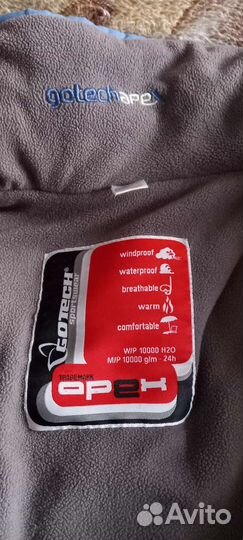 gotechapex
windproof
waterproof
breathable
warm
comfortable
W/P 10000 H2O
M/P 10000 g/m - 24h
GOTECH
sportswear
TRADEMARK
apex
Avito